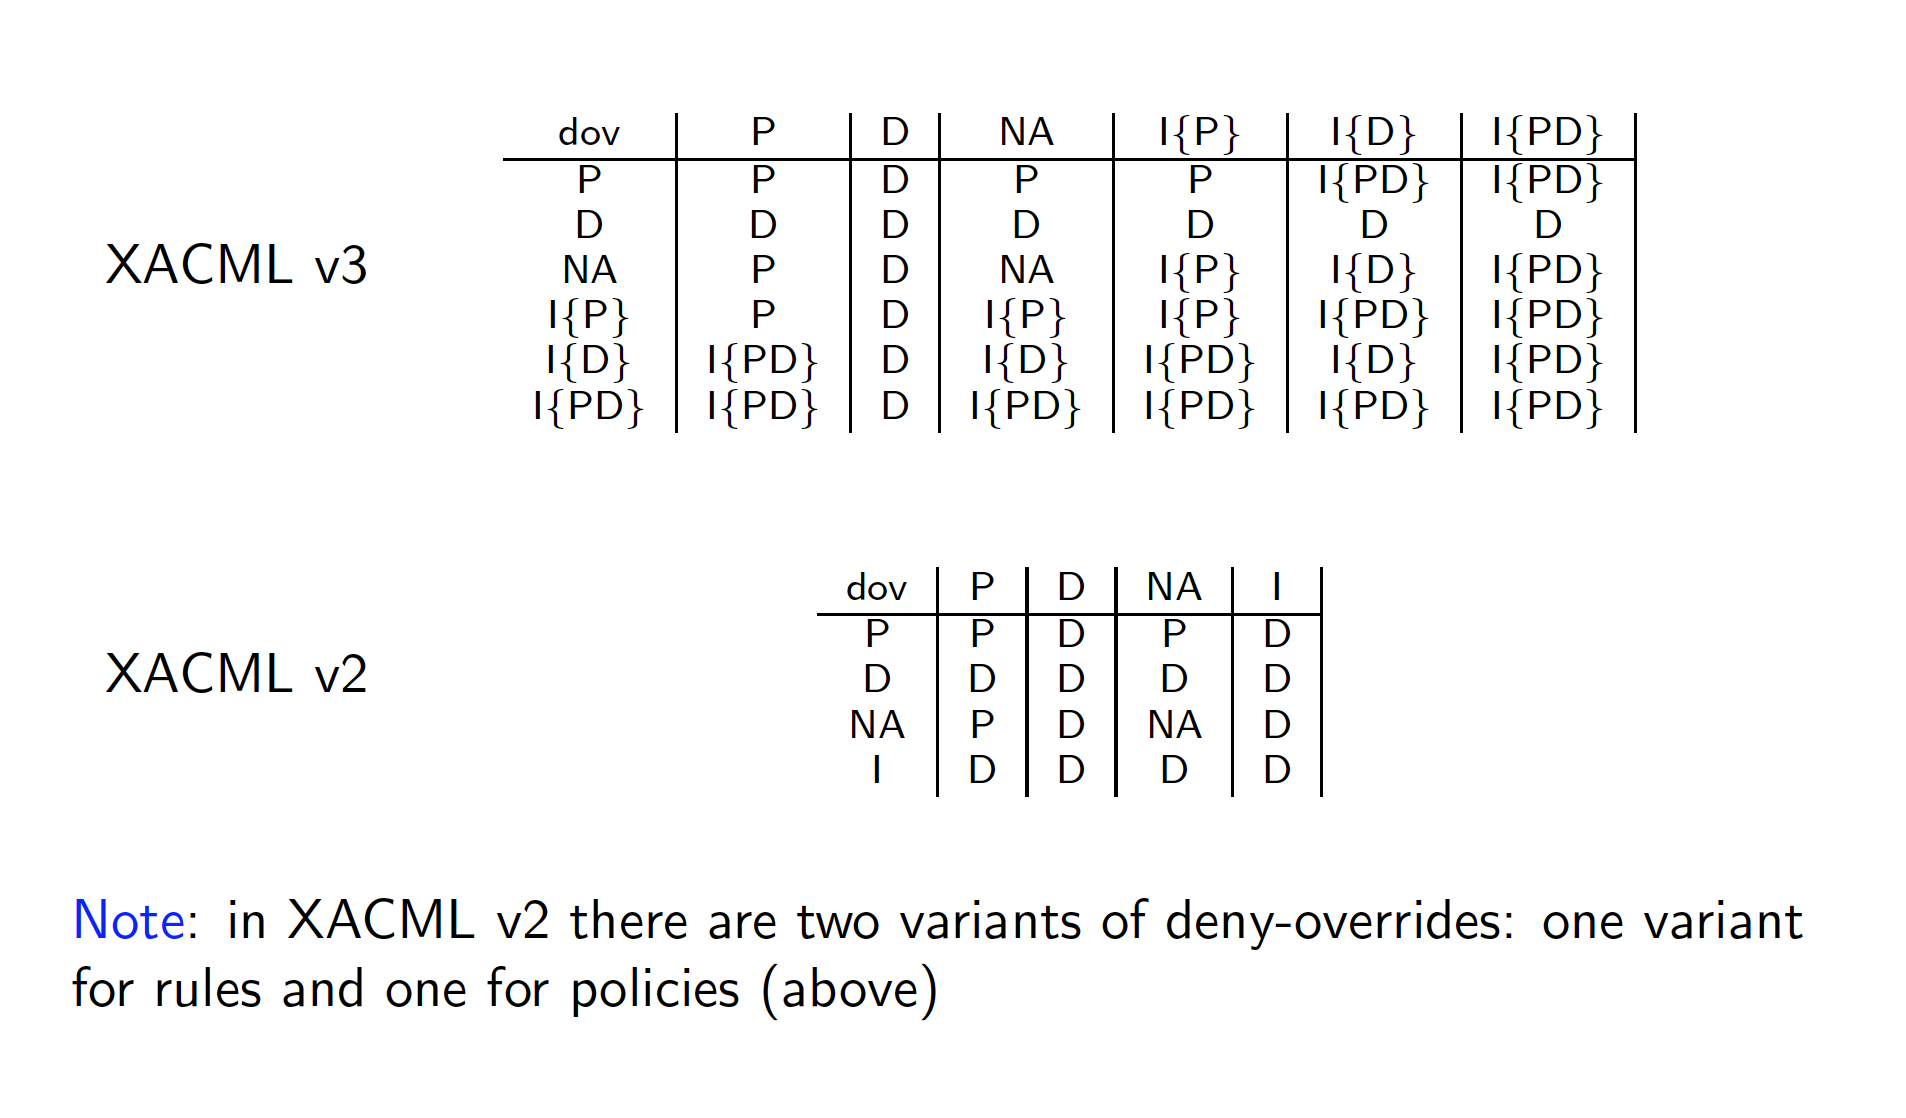 dov P D NA I{P} I{D} I{PD}
P P D P P I{PD} I{PD}
D D D D D D D
XACML v3
NA P D NA I{P} I{D} I{PD}
I{P} P D I{P} I{P} I{PD} I{PD}
I{D} I{PD} D I{D} I{PD} I{D} I{PD}
I{PD} I{PD} D I{PD} I{PD} I{PD} I{PD}
dov P D NA I
P P D P D
XACML v2
D D D D D
NA P D NA D
I D D D D
Note: in XACML v2 there are two variants of deny-overrides: one variant
for rules and one for policies (above)